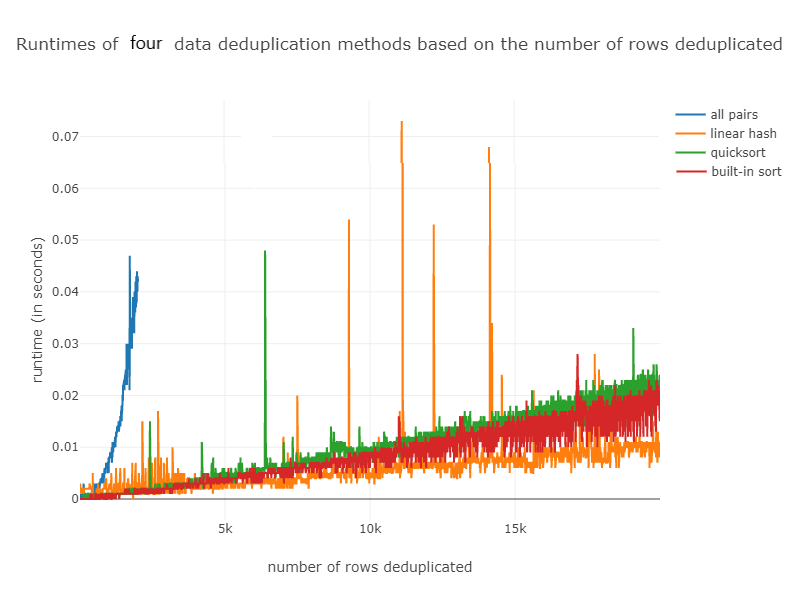 Runtimes of four data deduplication methods based on the number of rows deduplicated
all pairs
linear hash
quicksort
built-in sort
runtime (in seconds)
0.07
0.06
0.05
0.04
0.03
0.02
0.01
0
5k 10k 15k
number of rows deduplicated